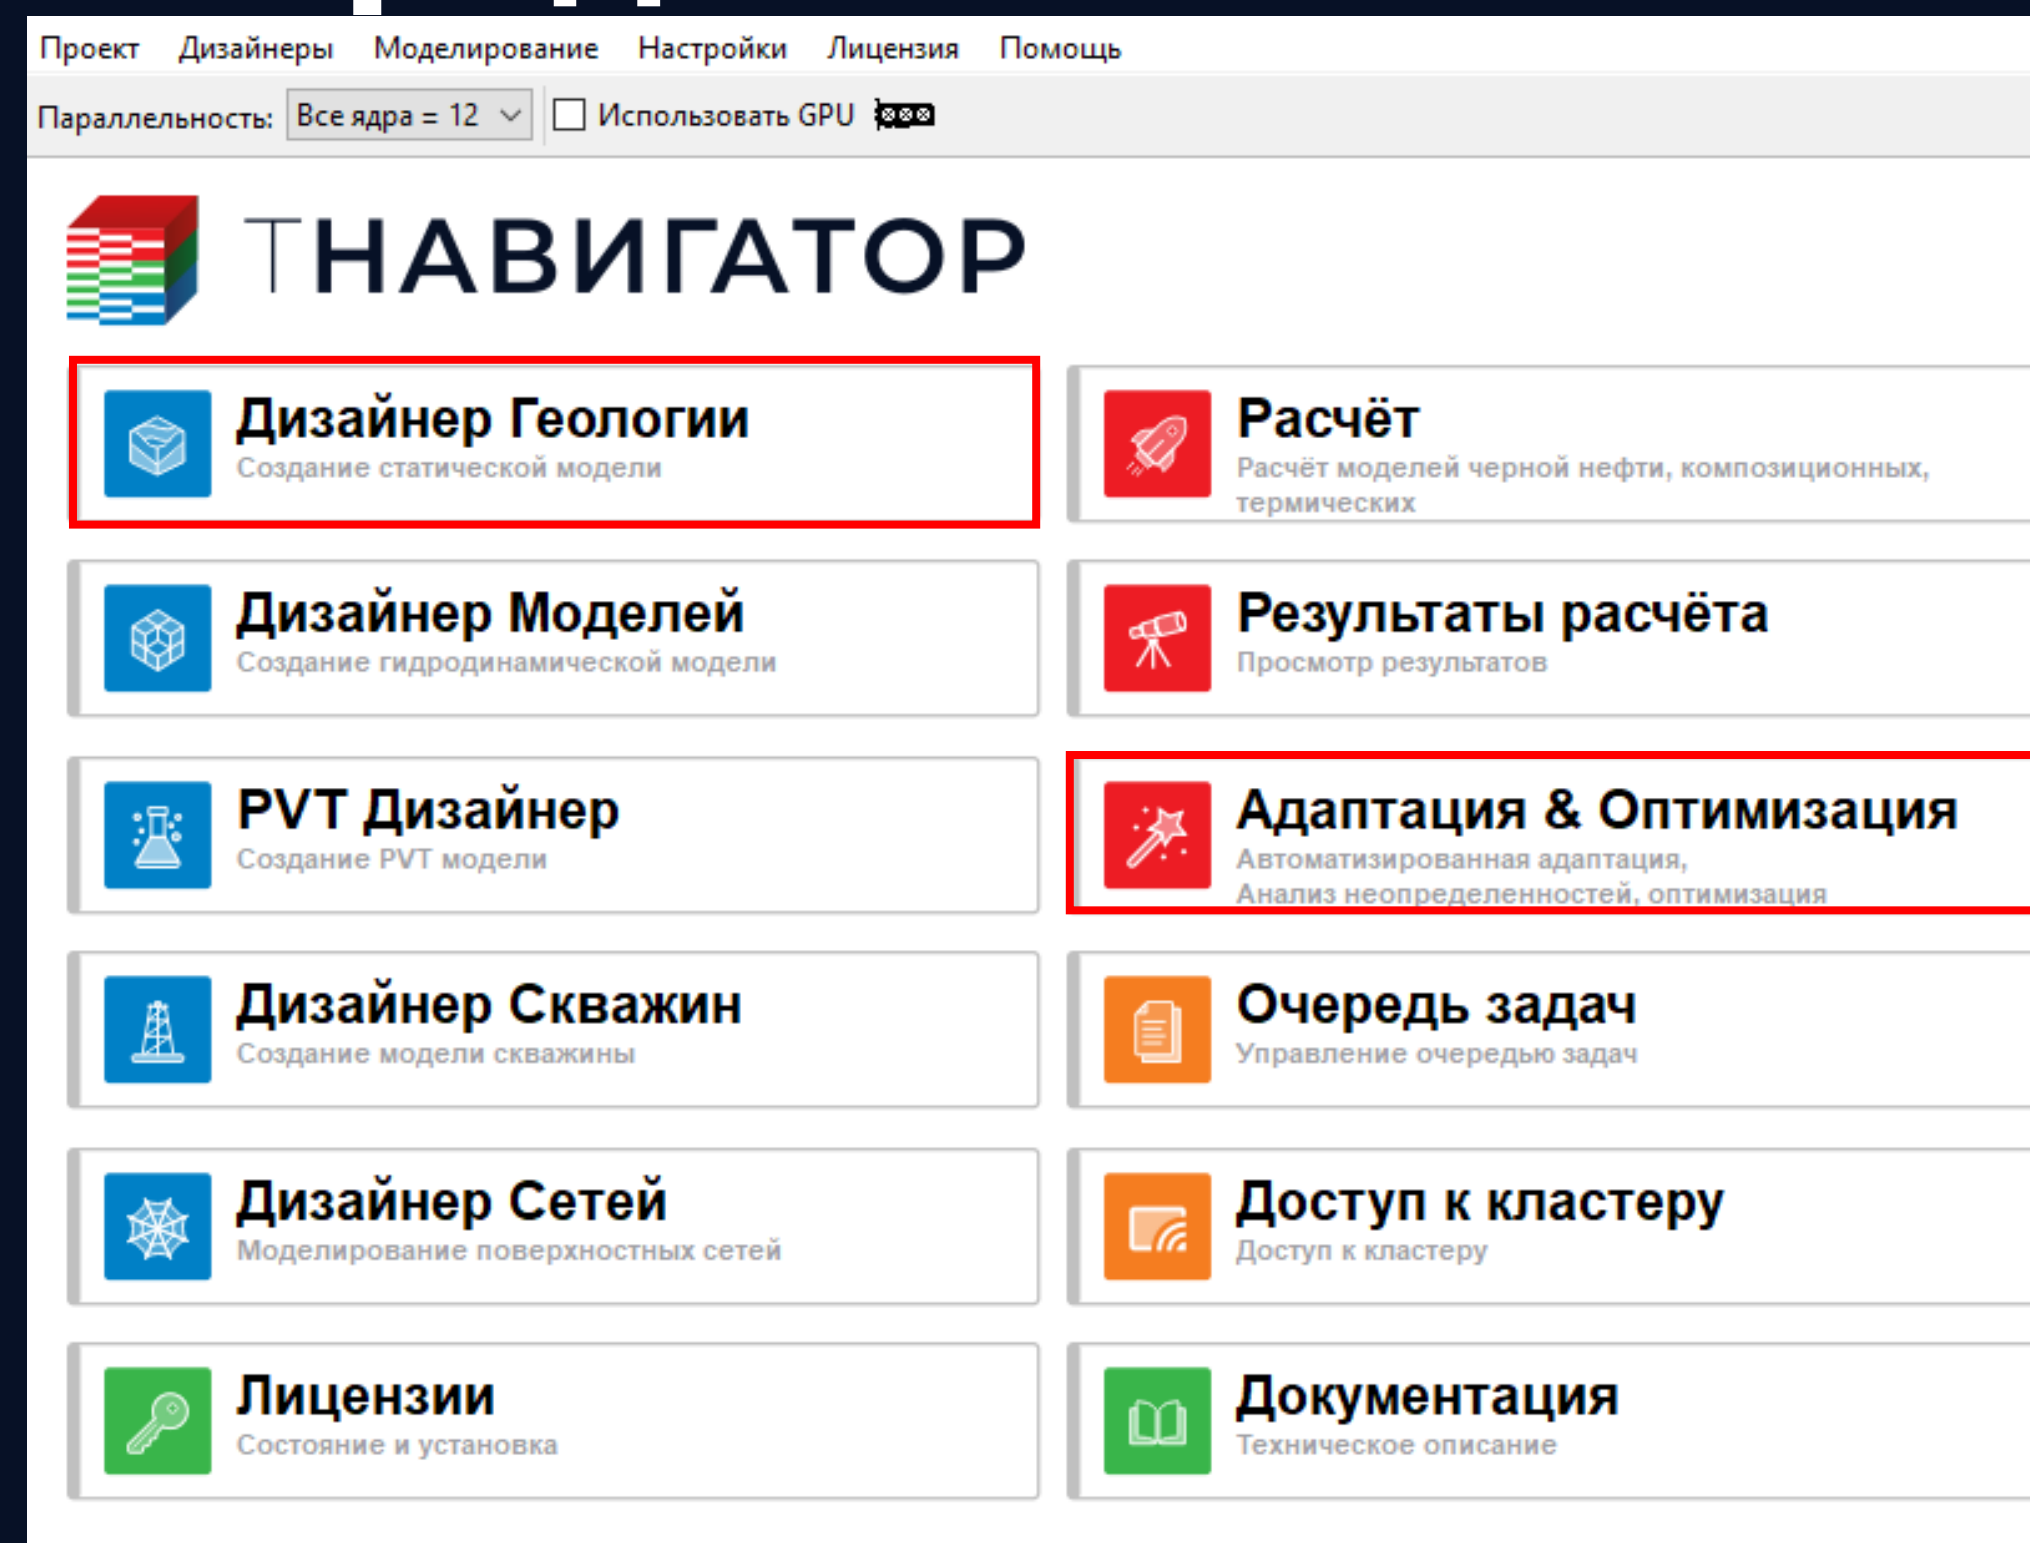 Проект Дизайнеры Моделирование Настройки Лицензия Помощь
Параллельность: Все ядра = 12 Использовать GPU
ТНАВИГАТОР
Дизайнер Геологии
Создание статической модели
Расчёт
Расчёт моделей черной нефти, композиционных,
термических
Дизайнер Моделей
Создание гидродинамической модели
Результаты расчёта
Просмотр результатов
PVT Дизайнер
Создание PVT модели
Адаптация & Оптимизация
Автоматизированная адаптация,
Анализ неопределенностей, оптимизация
Дизайнер Скважин
Создание модели скважины
Очередь задач
Управление очередью задач
Дизайнер Сетей
Моделирование поверхностных сетей
Доступ к кластеру
Доступ к кластеру
Лицензии
Состояние и установка
Документация
Техническое описание